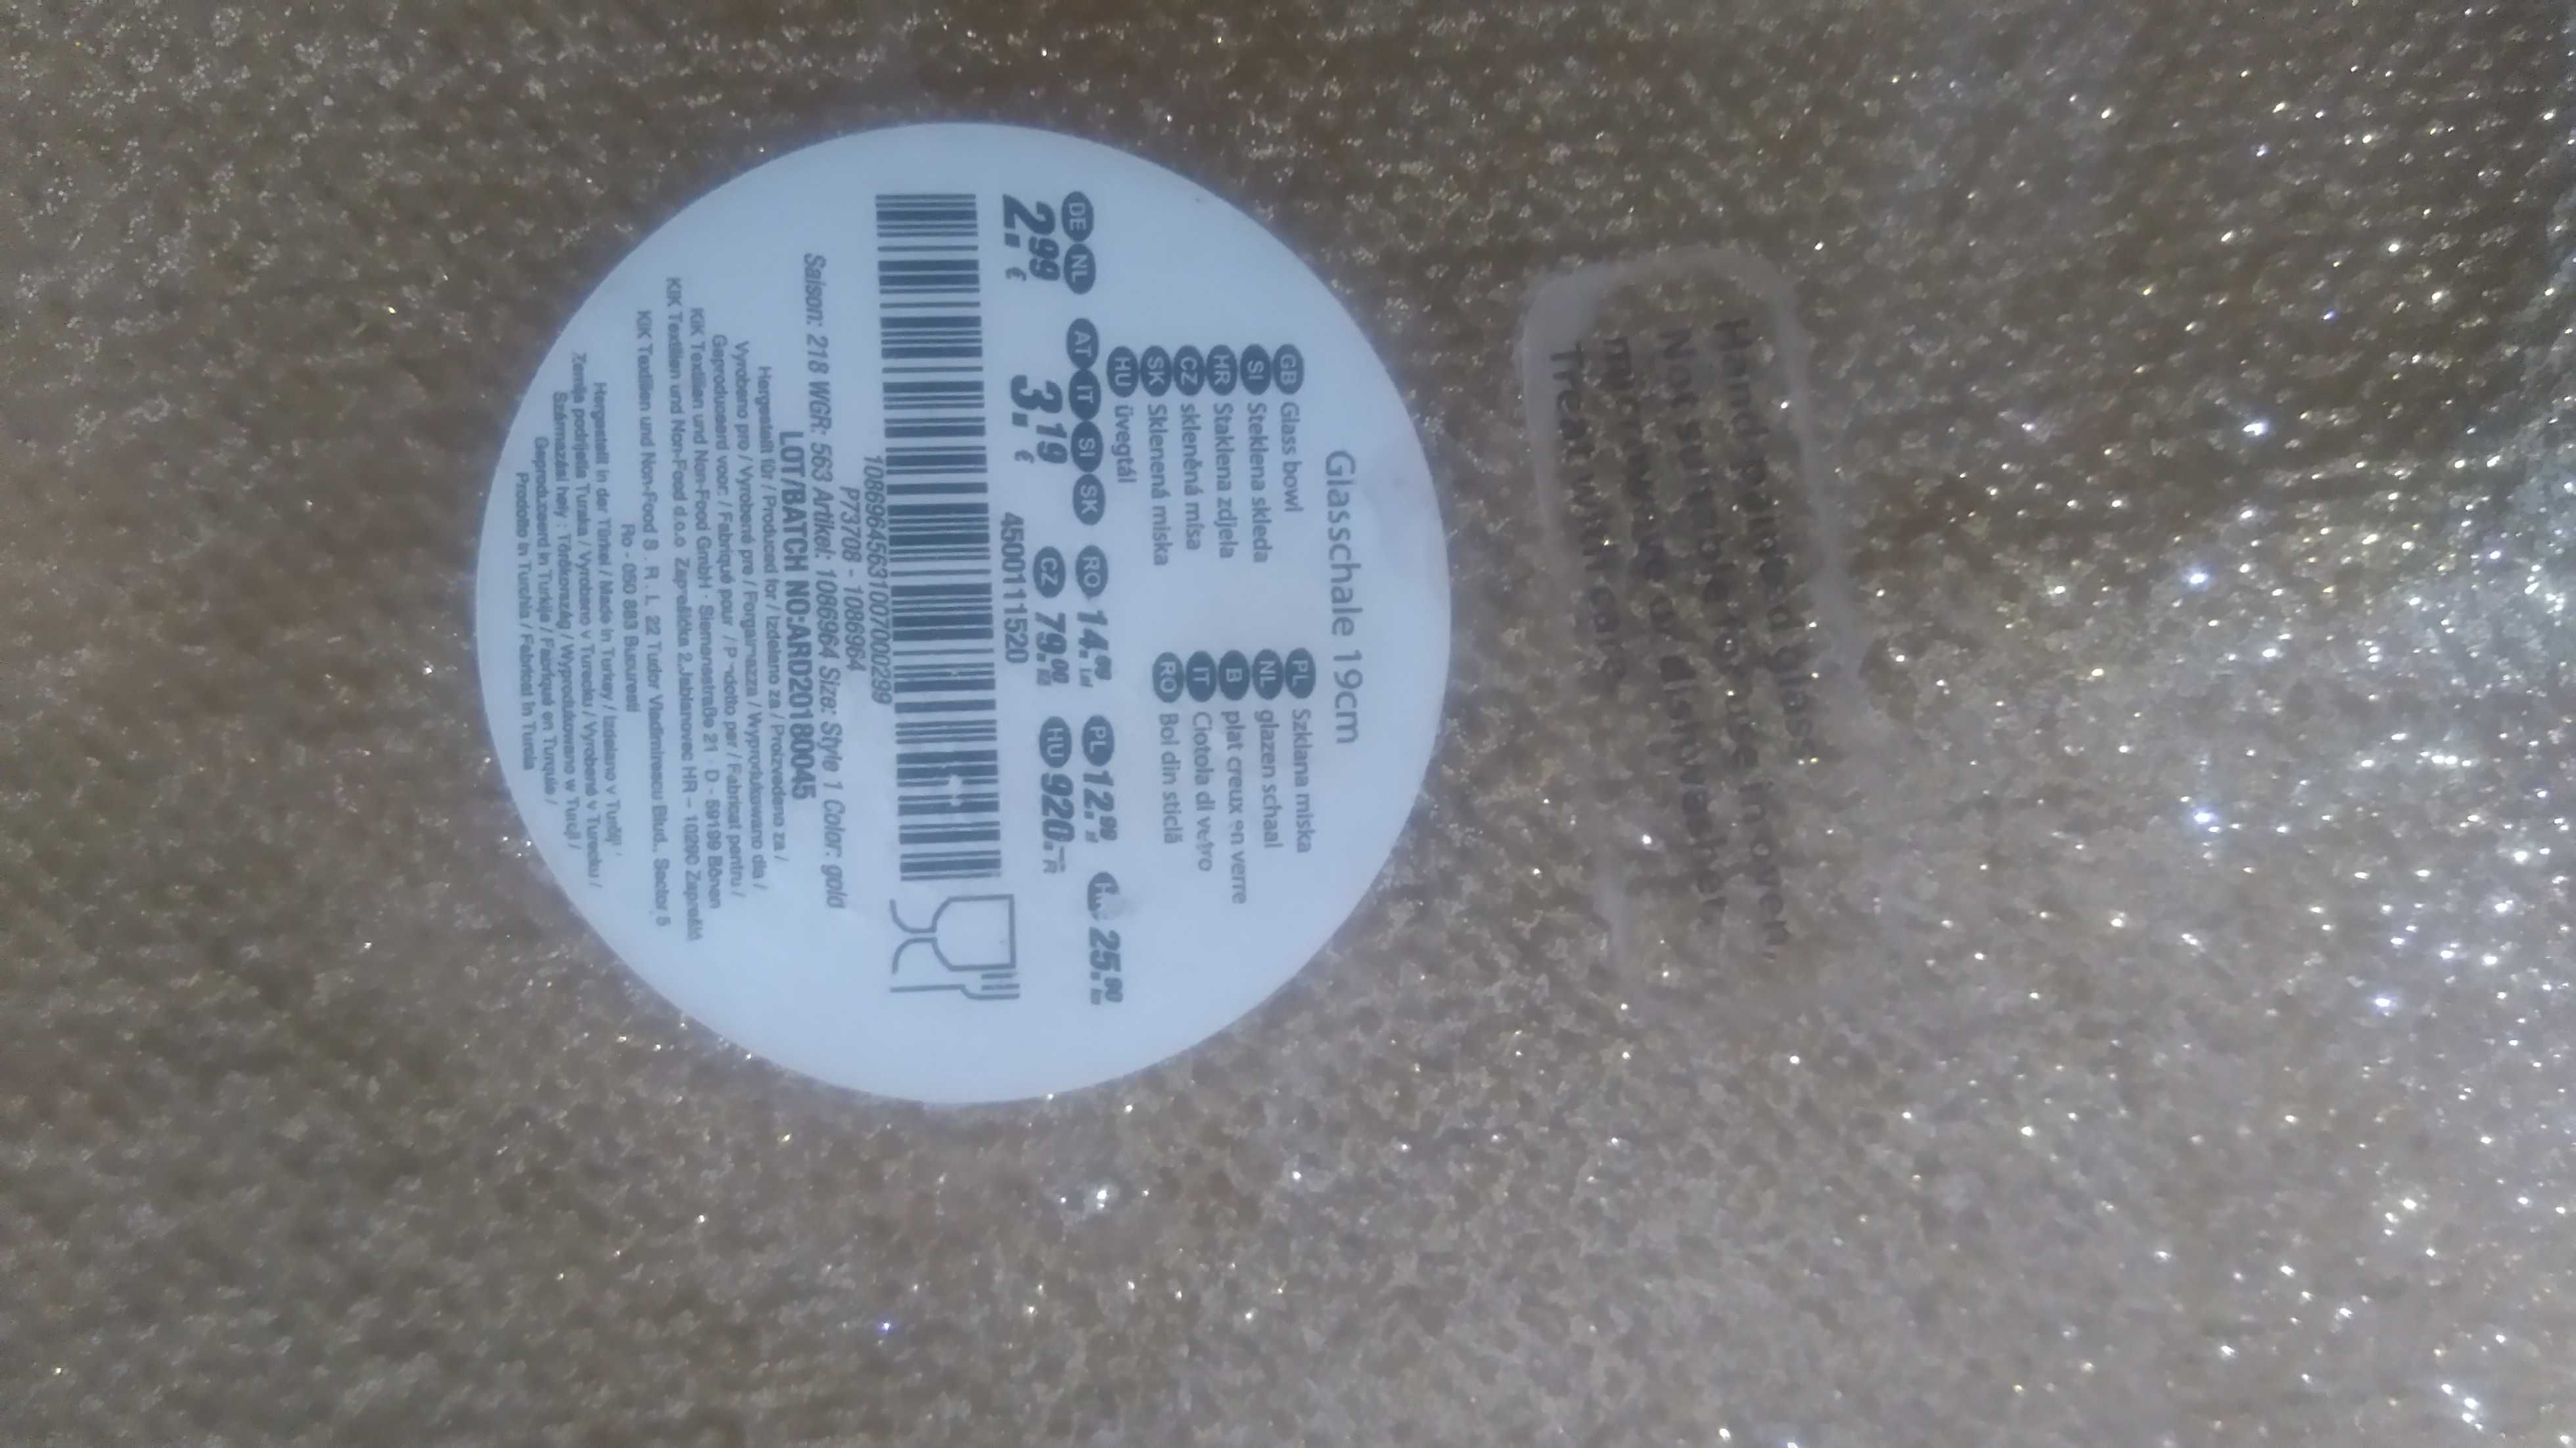 Hand painted glass
Not suitable for use in oven,
microwave or dishwasher
Treat with care
Glasschale 19cm
GB Glass bowl
SI Steklena skleda
HR Staklena zdjela
CZ skleněná mísa
SK Sklenená miska
HU üvegtál
PL Szklana miska
NL glazen schaal
B plat creux en verre
IT Ciotola di vetro
RO Bol din sticlă
DE NL AT IT SI SK RO 14.99 Lei PL 12.99 25.90 kn
2.99 € 3.19 € CZ 79.90 HU 920.-
4500111520
10869645631007000299
P73708 - 1086964
Saison: 218 WGR: 563 Artikel: 1086964 Size: Style 1 Color: gold
LOT/BATCH NO:ARD20180045
Hergestellt für / Produced for / Izdelano za / Proizvedeno za /
Vyrobeno pro / Vyrobené pre / Forgalmazza / Wyprodukowano dla /
Geproduceerd voor: / Fabriqué pour / Prodotto per / Fabricat pentru /
KiK Textilien und Non-Food GmbH · Siemensstraße 21 · D - 59199 Bönen
KiK Textilien und Non-Food d.o.o Zaprešićka 2,Jablanovec HR – 10290 Zaprešić
KiK Textilien und Non-Food S . R . L. 22 Tudor Vladimirescu Blvd., Sector 5
Ro - 050 883 Bucuresti
Hergestellt in der Türkei / Made in Turkey / Izdelano v Turčiji /
Zemlja podrijetla Turska / Vyrobeno v Turecku / Vyrobené v Turecku /
Származási hely : Törökország / Wyprodukowano w Turcji /
Geproduceerd in Turkije / Fabriqué en Turquie /
Prodotto in Turchia / Fabricat în Turcia